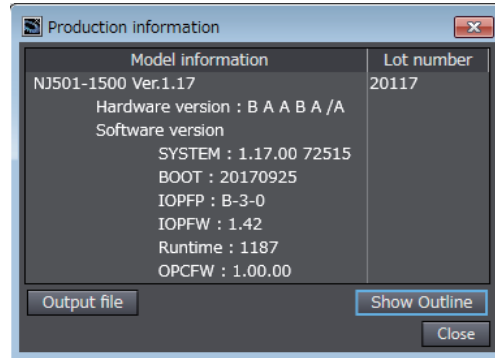 Production information
Model information Lot number
NJ501-1500 Ver.1.17 20117
Hardware version : B A A B A /A
Software version
SYSTEM : 1.17.00 72515
BOOT : 20170925
IOPFP : B-3-0
IOPFW : 1.42
Runtime : 1187
OPCFW : 1.00.00
Output file Show Outline
Close